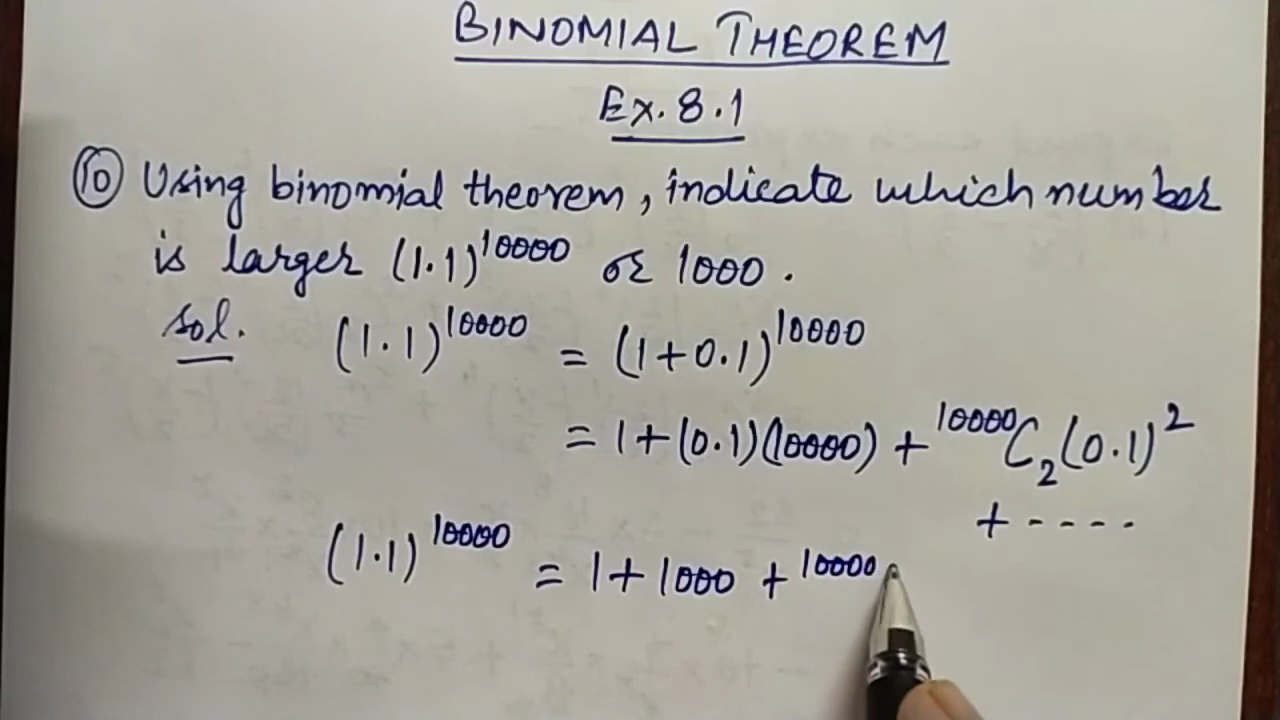 BINOMIAL THEOREM
Ex. 8.1
⑩ Using binomial theorem, indicate which number
is larger (1.1)^10000 or 1000.
Sol. (1.1)^10000 = (1+0.1)^10000
= 1+(0.1)(10000) + ^10000C₂(0.1)²
+ ----
(1.1)^10000 = 1 + 1000 + ^10000